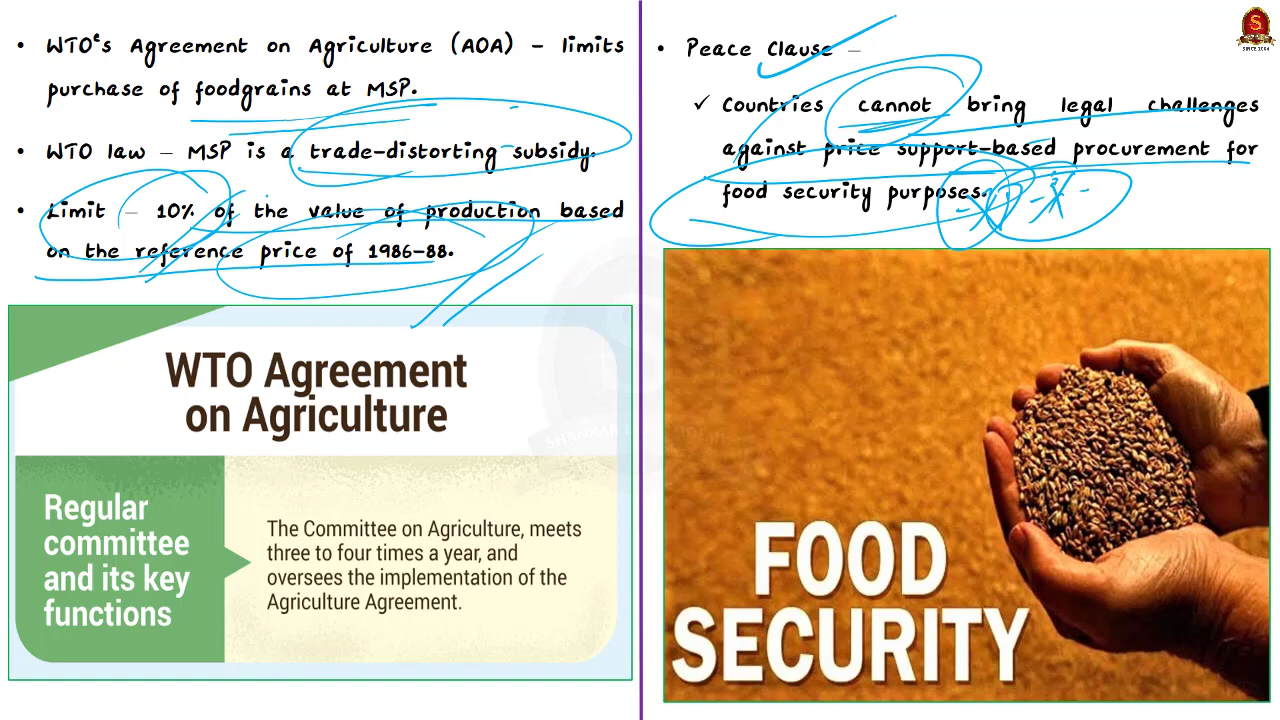 • WTO's Agreement on Agriculture (AOA) – limits
purchase of foodgrains at MSP.
• WTO law – MSP is a trade-distorting subsidy.
• Limit – 10% of the value of production based
on the reference price of 1986-88.
WTO Agreement
on Agriculture
Regular
committee
and its key
functions
The Committee on Agriculture, meets
three to four times a year, and
oversees the implementation of the
Agriculture Agreement.
• Peace Clause –
✓ Countries cannot bring legal challenges
against price support-based procurement for
food security purposes.
FOOD
SECURITY
S
SINCE 2004